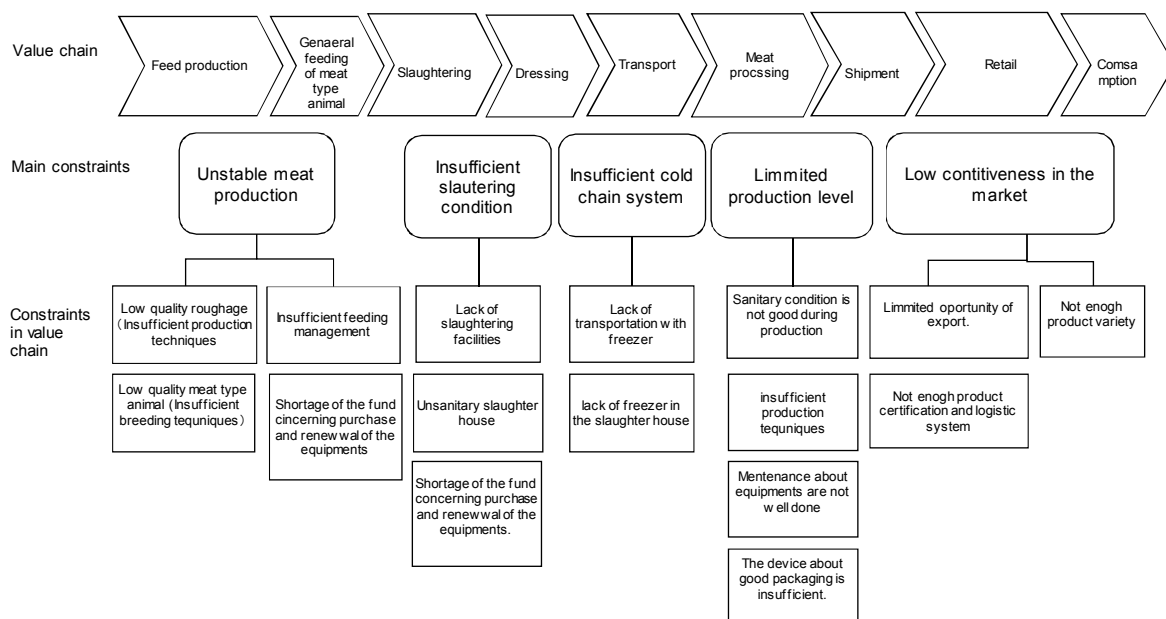 Value chain
Feed production
Genaeral
feeding
of meat
type
animal
Slaughtering
Dressing
Transport
Meat
procssing
Shipment
Retail
Comsa
mption
Main constraints
Unstable meat
production
Insufficient
slautering
condition
Insufficient cold
chain system
Limmited
production level
Low contitiveness in the
market
Constraints
in value
chain
Low quality roughage
(Insufficient production
techniques
Insufficient feeding
management
Lack of
slaughtering
facilities
Lack of
transportation with
freezer
Sanitary condition is
not good during
production
Limmited oportunity of
export.
Not enogh
product variety
Low quality meat type
animal (Insufficient
breeding tequniques)
Shortage of the fund
cincerning purchase
and renewwal of the
equipments
Unsanitary slaughter
house
lack of freezer in
the slaughter house
insufficient
production
tequniques
Not enogh product
certification and logistic
system
Shortage of the fund
concerning purchase
and renewwal of the
equipments.
Mentenance about
equipments are not
well done
The device about
good packaging is
insufficient.